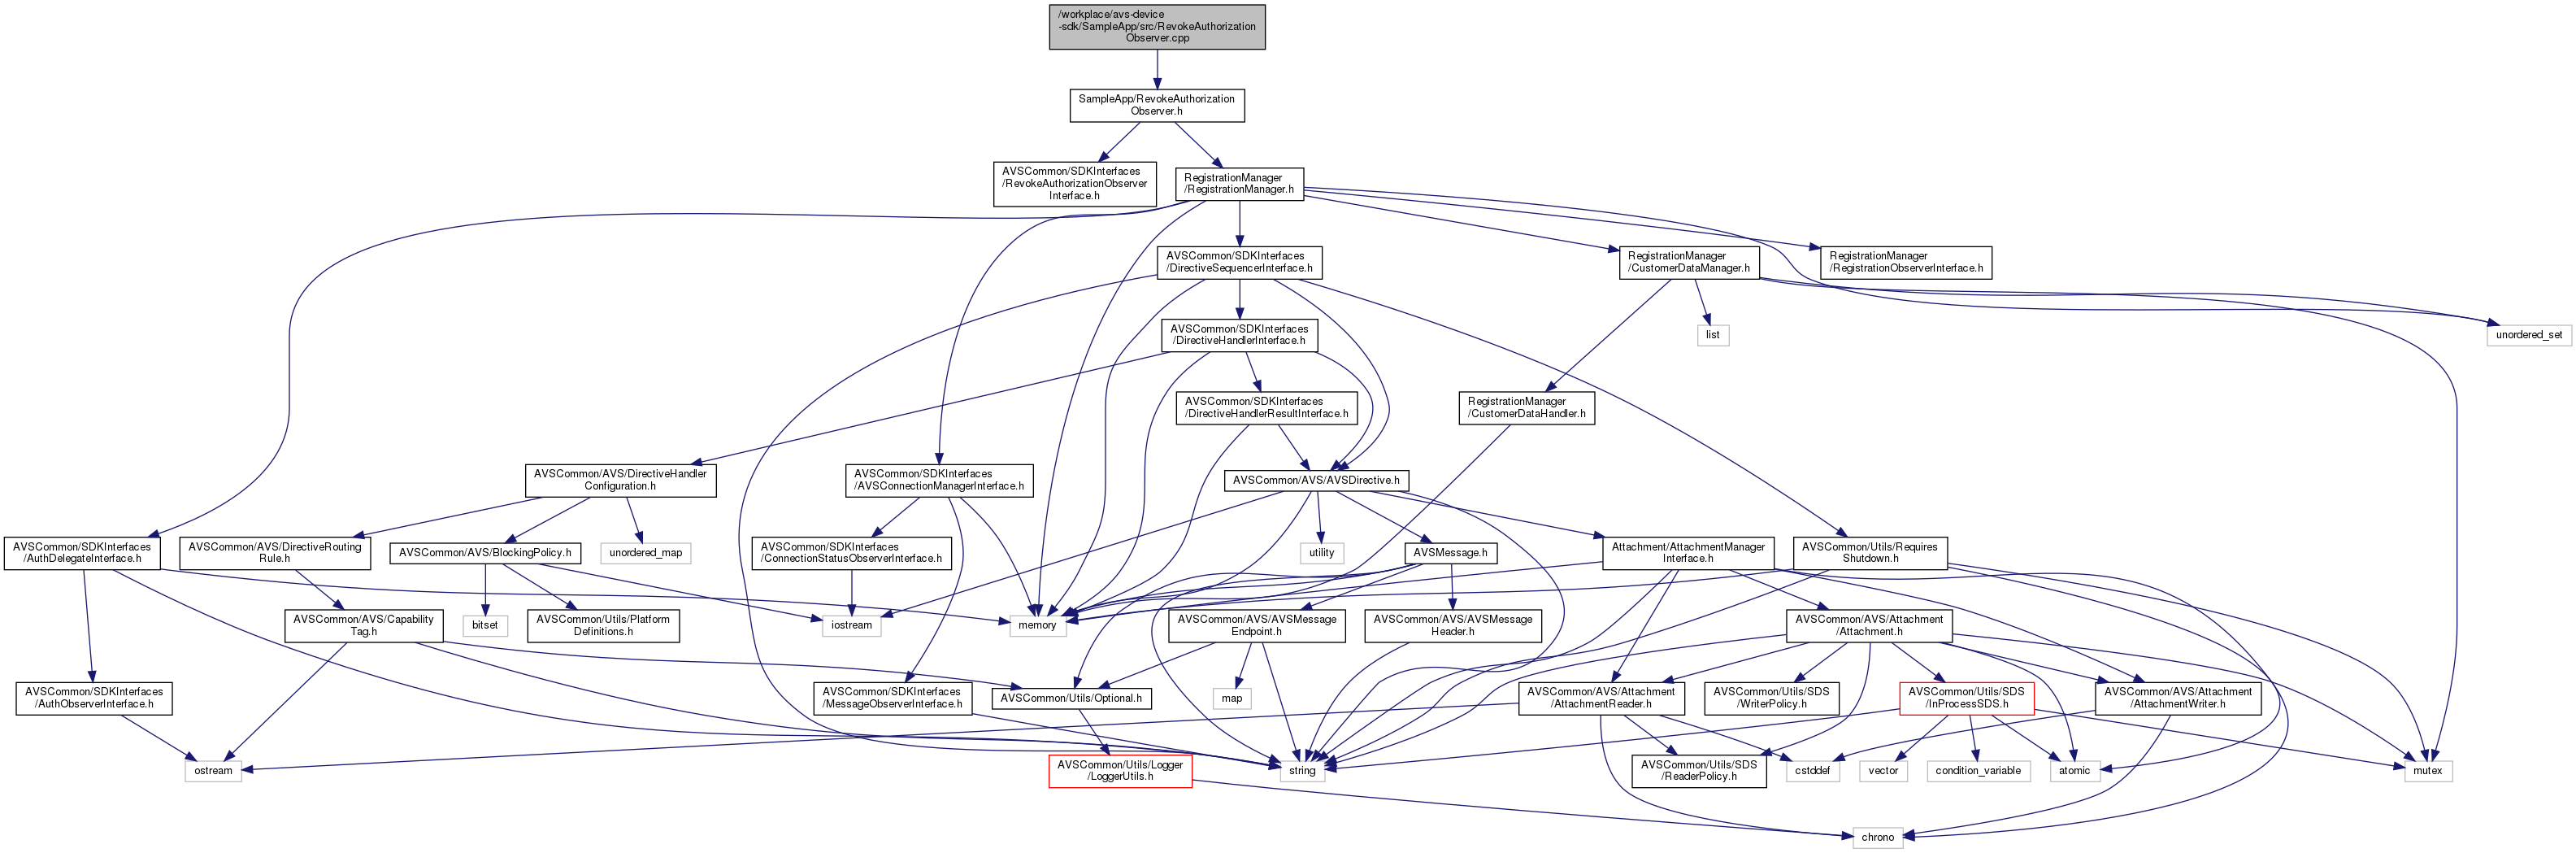 /workplace/avs-device
-sdk/SampleApp/src/RevokeAuthorization
Observer.cpp
SampleApp/RevokeAuthorization
Observer.h
AVSCommon/SDKInterfaces
/RevokeAuthorizationObserver
Interface.h
RegistrationManager
/RegistrationManager.h
AVSCommon/SDKInterfaces
/DirectiveSequencerInterface.h
RegistrationManager
/CustomerDataManager.h
RegistrationManager
/RegistrationObserverInterface.h
AVSCommon/SDKInterfaces
/DirectiveHandlerInterface.h
list
unordered_set
AVSCommon/SDKInterfaces
/DirectiveHandlerResultInterface.h
RegistrationManager
/CustomerDataHandler.h
AVSCommon/AVS/DirectiveHandler
Configuration.h
AVSCommon/SDKInterfaces
/AVSConnectionManagerInterface.h
AVSCommon/AVS/AVSDirective.h
AVSCommon/SDKInterfaces
/AuthDelegateInterface.h
AVSCommon/AVS/DirectiveRouting
Rule.h
AVSCommon/AVS/BlockingPolicy.h
unordered_map
AVSCommon/SDKInterfaces
/ConnectionStatusObserverInterface.h
utility
AVSMessage.h
Attachment/AttachmentManager
Interface.h
AVSCommon/Utils/Requires
Shutdown.h
AVSCommon/AVS/Capability
Tag.h
bitset
AVSCommon/Utils/Platform
Definitions.h
iostream
memory
AVSCommon/AVS/AVSMessage
Endpoint.h
AVSCommon/AVS/AVSMessage
Header.h
AVSCommon/AVS/Attachment
/Attachment.h
AVSCommon/SDKInterfaces
/AuthObserverInterface.h
AVSCommon/SDKInterfaces
/MessageObserverInterface.h
AVSCommon/Utils/Optional.h
map
AVSCommon/AVS/Attachment
/AttachmentReader.h
AVSCommon/Utils/SDS
/WriterPolicy.h
AVSCommon/Utils/SDS
/InProcessSDS.h
AVSCommon/AVS/Attachment
/AttachmentWriter.h
ostream
AVSCommon/Utils/Logger
/LoggerUtils.h
string
AVSCommon/Utils/SDS
/ReaderPolicy.h
cstddef
vector
condition_variable
atomic
mutex
chrono